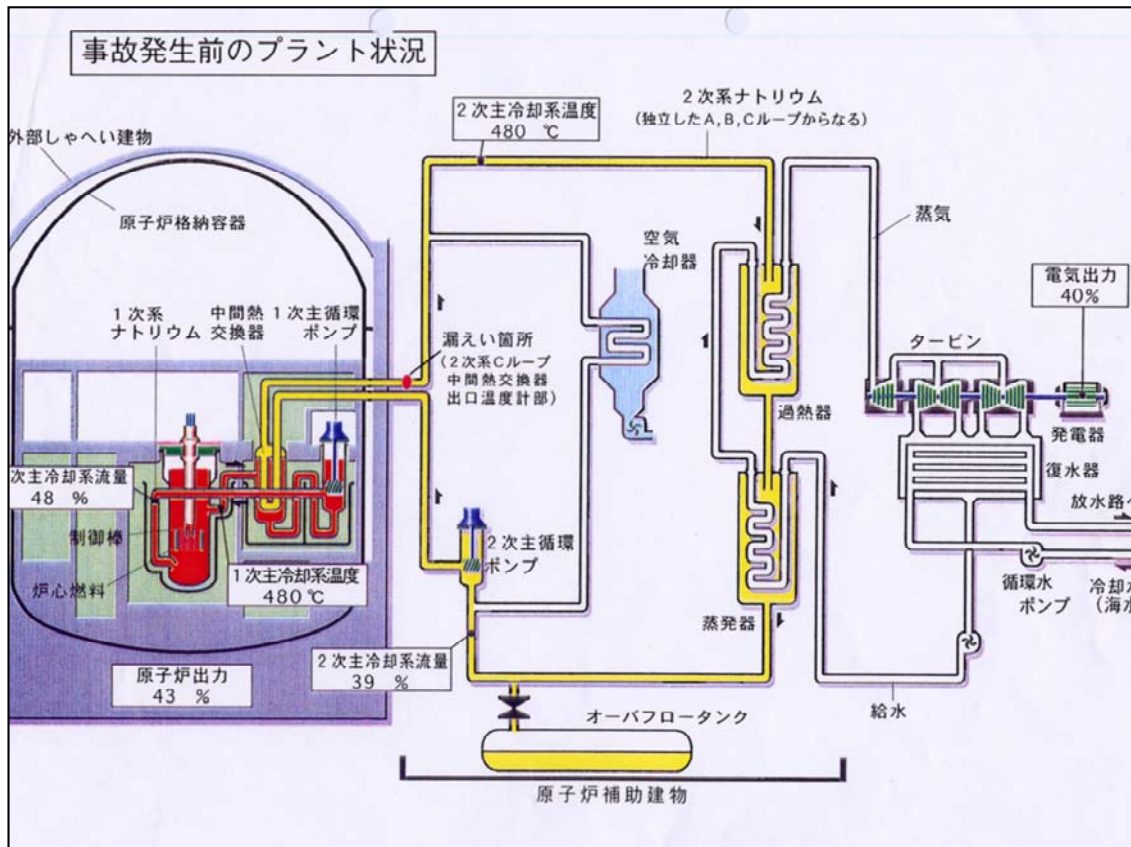 事故発生前のプラント状況
外部しゃへい建物
原子炉格納容器
1次系
ナトリウム
中間熱
交換器
1次主循環
ポンプ
次主冷却系流量
48 %
制御棒
炉心燃料
1次主冷却系温度
480℃
原子炉出力
43 %
2次主冷却系温度
480 ℃
2次系ナトリウム
(独立したA,B,Cループからなる)
漏えい箇所
(2次系Cループ
中間熱交換器
出口温度計部)
空気
冷却器
2次主循環
ポンプ
2次主冷却系流量
39 %
過熱器
蒸発器
オーバフロータンク
原子炉補助建物
蒸気
電気出力
40%
タービン
発電器
復水器
放水路へ
循環水
ポンプ
冷却水
(海水
給水